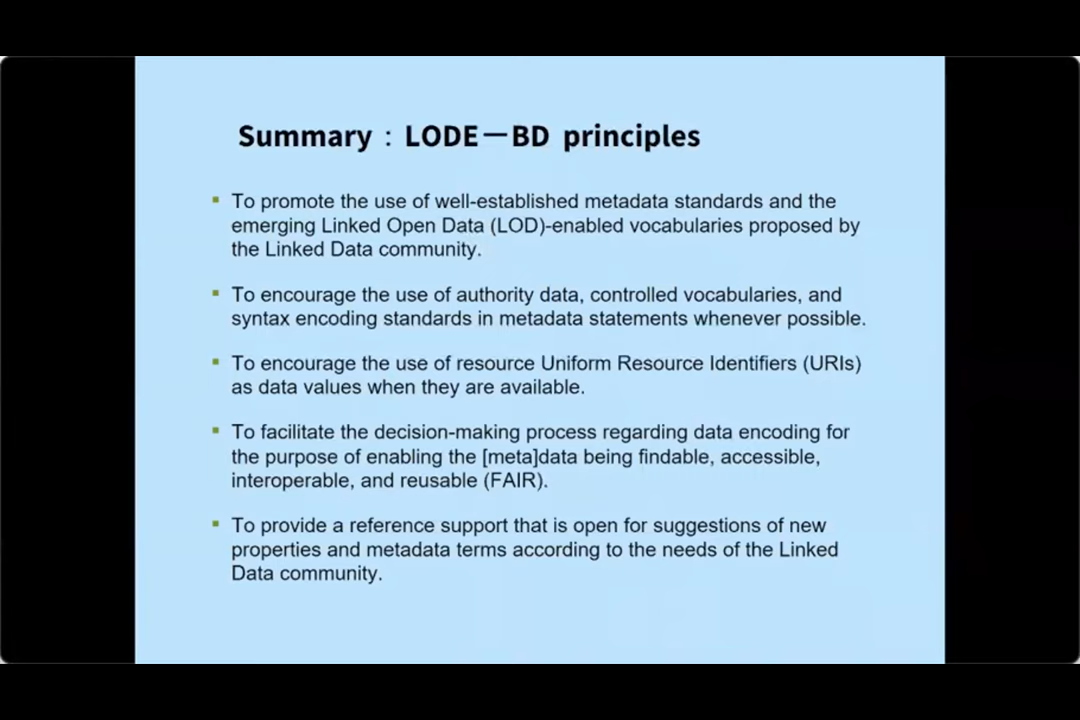 Summary : LODE－BD principles
▪ To promote the use of well-established metadata standards and the
emerging Linked Open Data (LOD)-enabled vocabularies proposed by
the Linked Data community.
▪ To encourage the use of authority data, controlled vocabularies, and
syntax encoding standards in metadata statements whenever possible.
▪ To encourage the use of resource Uniform Resource Identifiers (URIs)
as data values when they are available.
▪ To facilitate the decision-making process regarding data encoding for
the purpose of enabling the [meta]data being findable, accessible,
interoperable, and reusable (FAIR).
▪ To provide a reference support that is open for suggestions of new
properties and metadata terms according to the needs of the Linked
Data community.